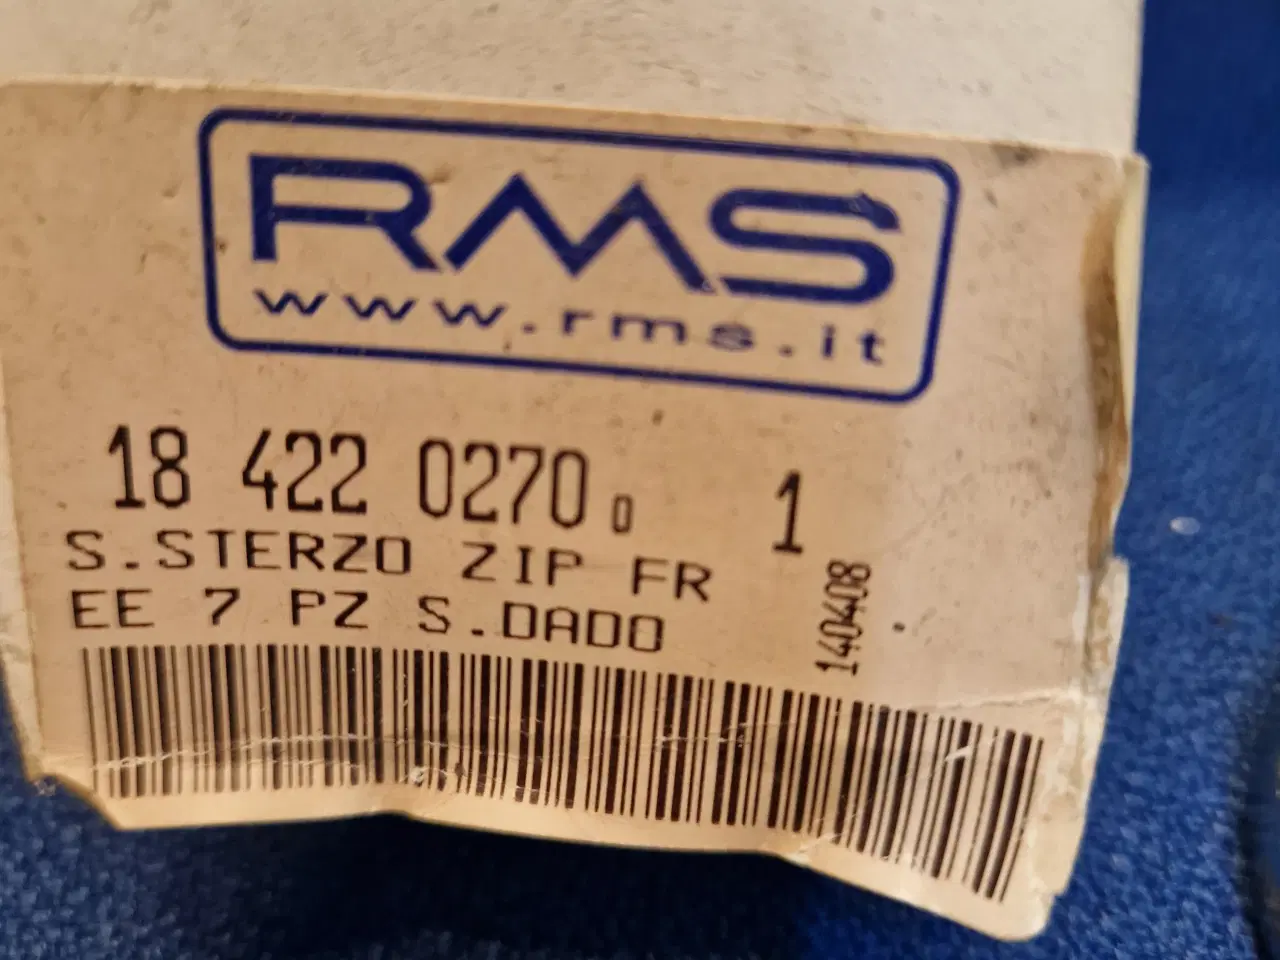 RMS
www.rms.it
18 422 0270 0 1
S.STERZO ZIP FR
EE 7 PZ S.DADO
140408